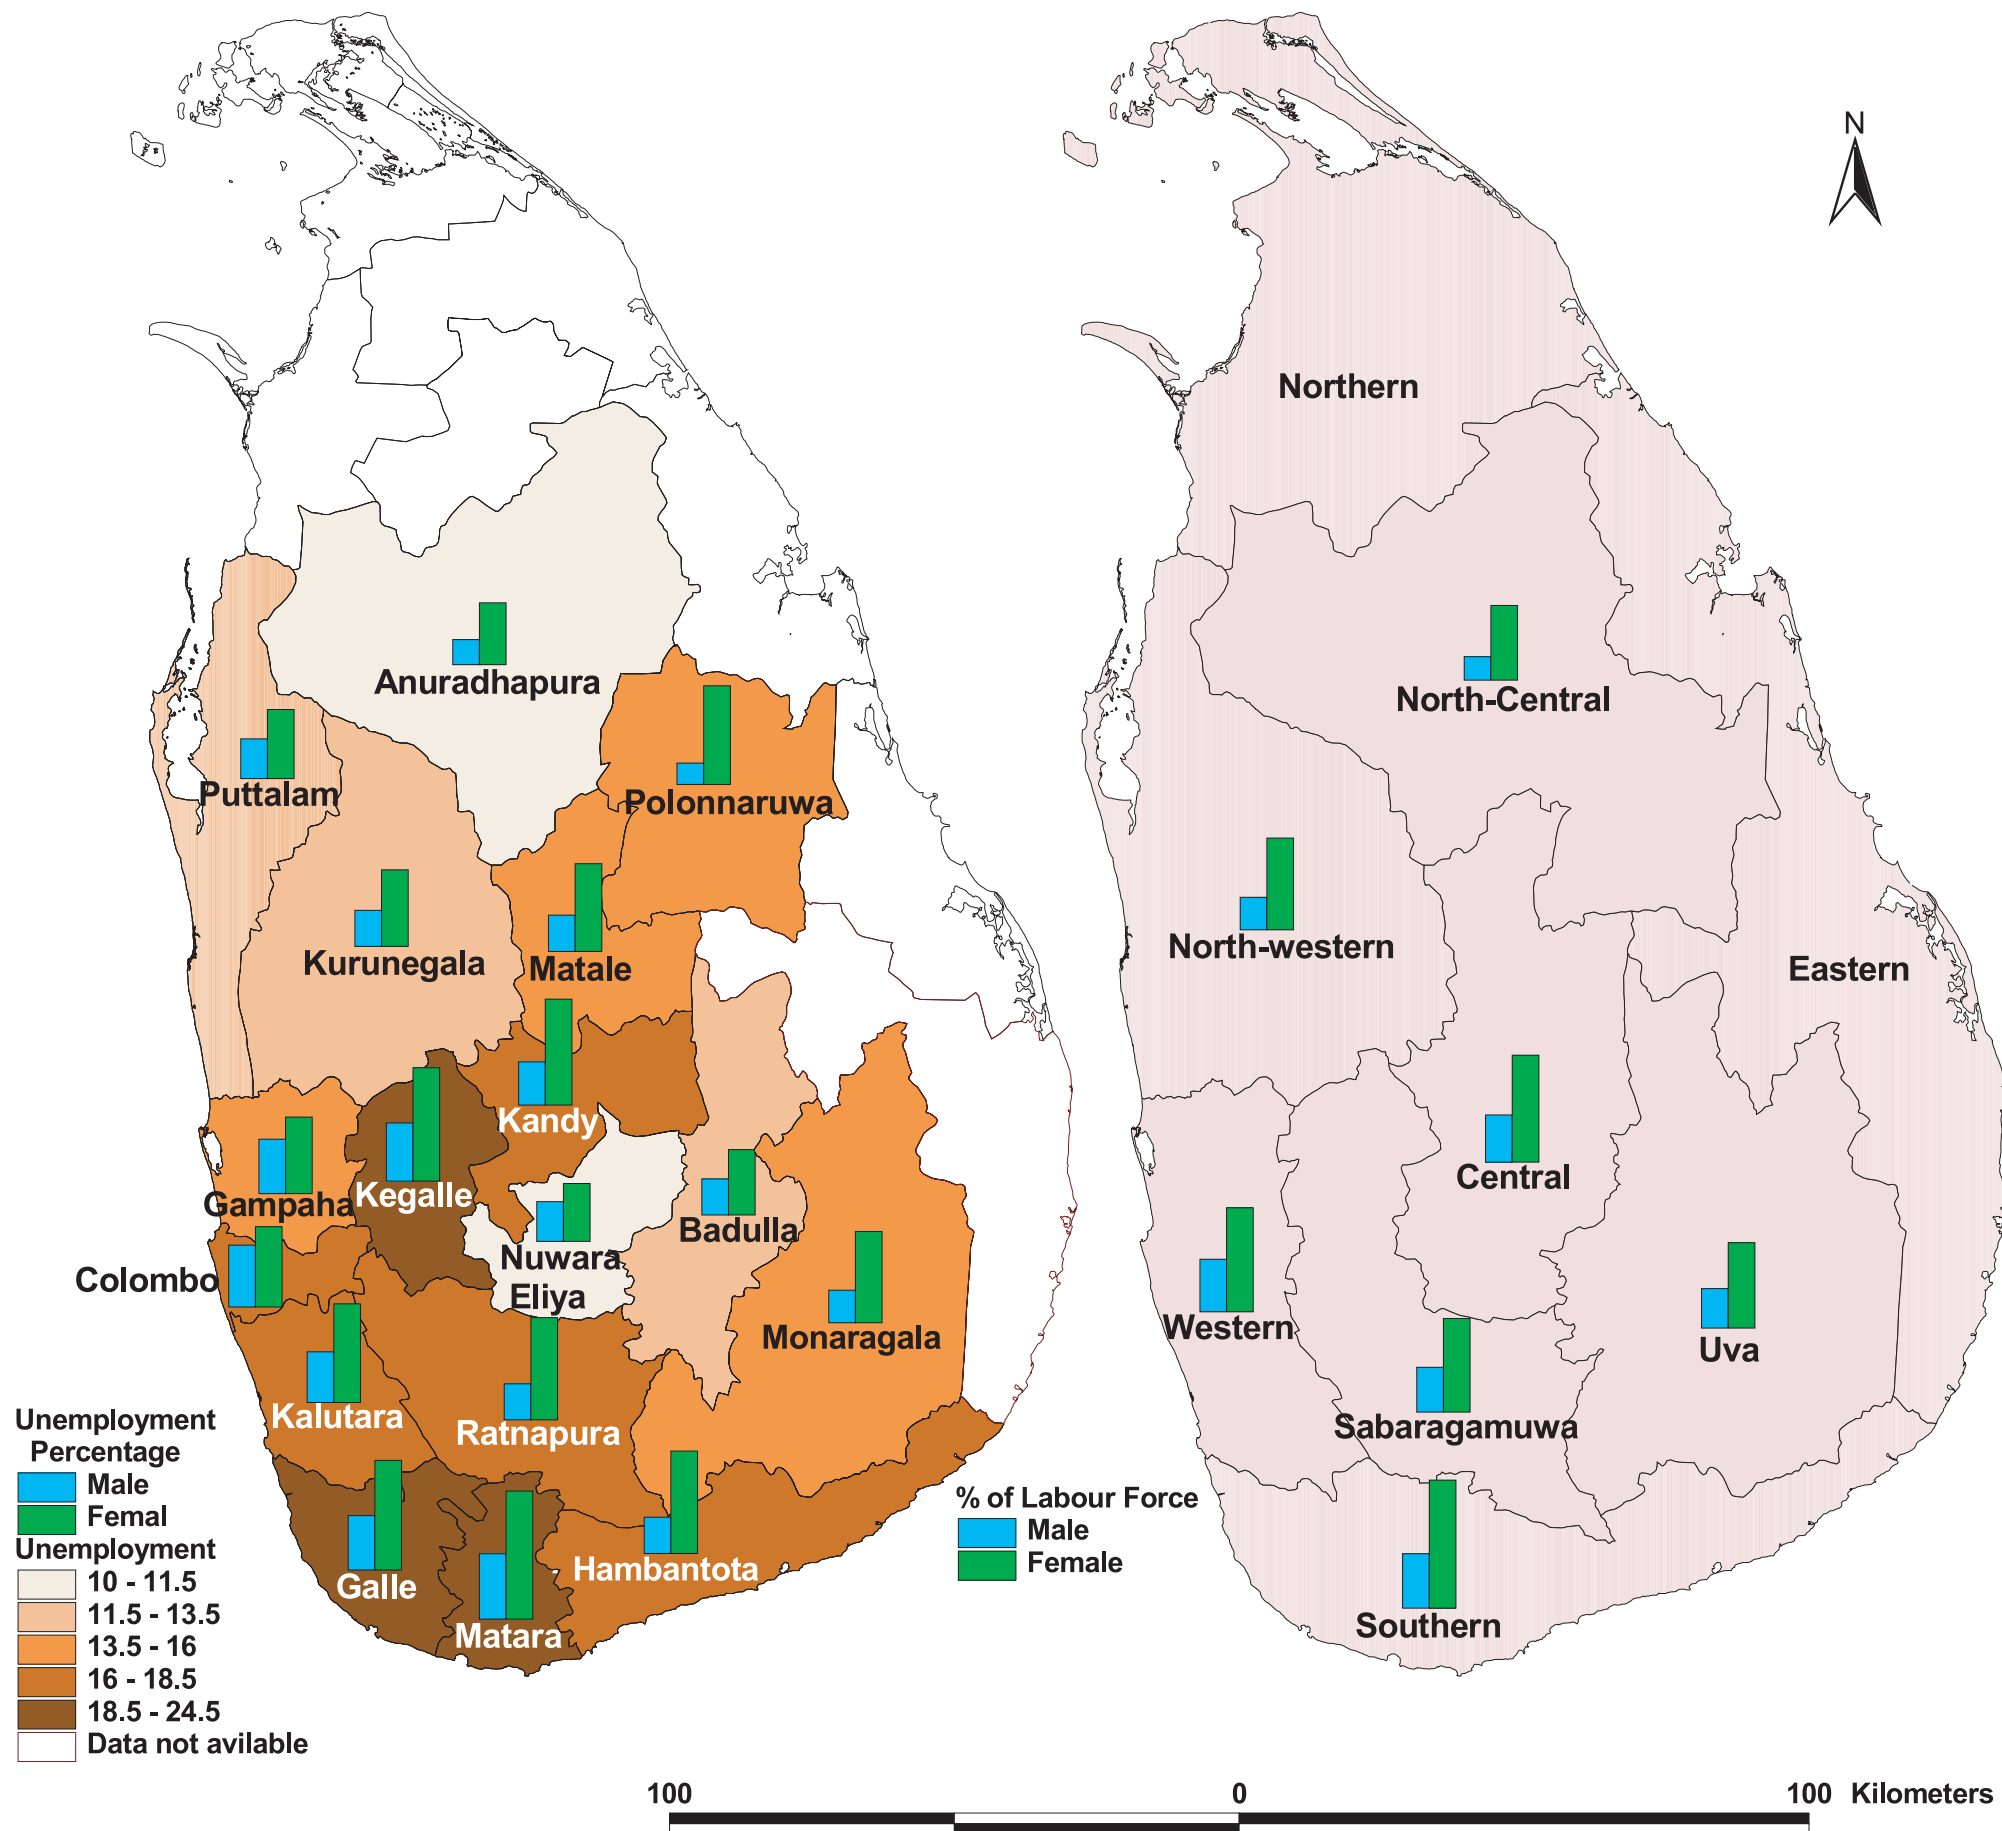 Anuradhapura
Puttalam
Polonnaruwa
Kurunegala
Matale
Kandy
Gampaha
Kegalle
Badulla
Nuwara
Eliya
Colombo
Monaragala
Kalutara
Ratnapura
Hambantota
Galle
Matara
Unemployment
Percentage
Male
Femal
Unemployment
10 - 11.5
11.5 - 13.5
13.5 - 16
16 - 18.5
18.5 - 24.5
Data not avilable
N
Northern
North-Central
North-western
Eastern
Central
Western
Uva
Sabaragamuwa
Southern
% of Labour Force
Male
Female
100 0 100 Kilometers